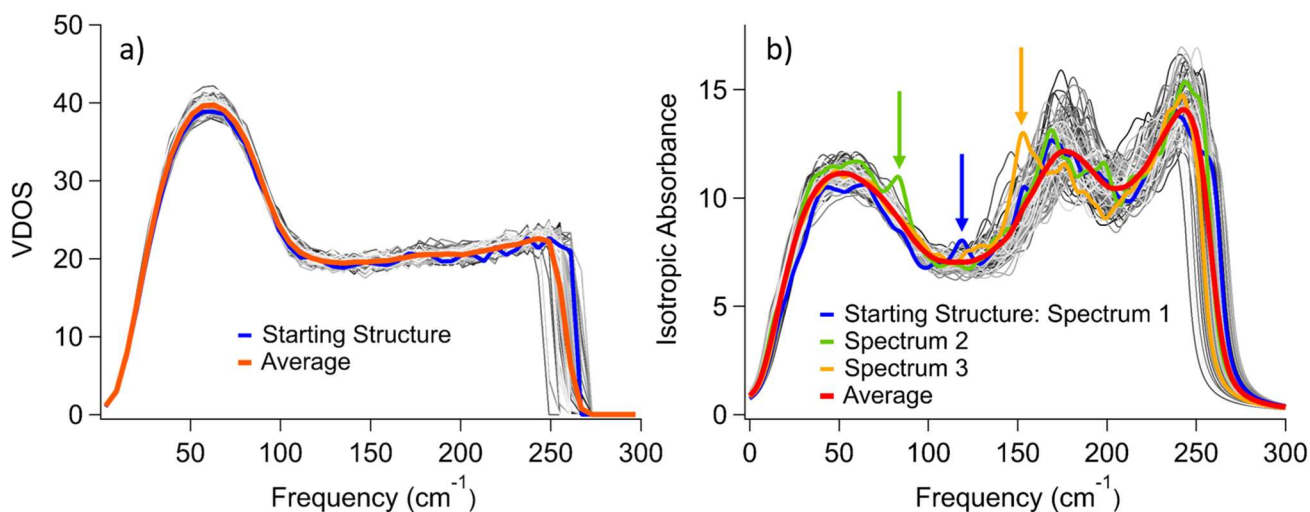 a)
VDOS
50
40
30
20
10
0
Starting Structure
Average
50
100
150
200
250
300
Frequency (cm-1)
b)
Isotropic Absorbance
15
10
5
0
Starting Structure: Spectrum 1
Spectrum 2
Spectrum 3
Average
0
50
100
150
200
250
300
Frequency (cm-1)